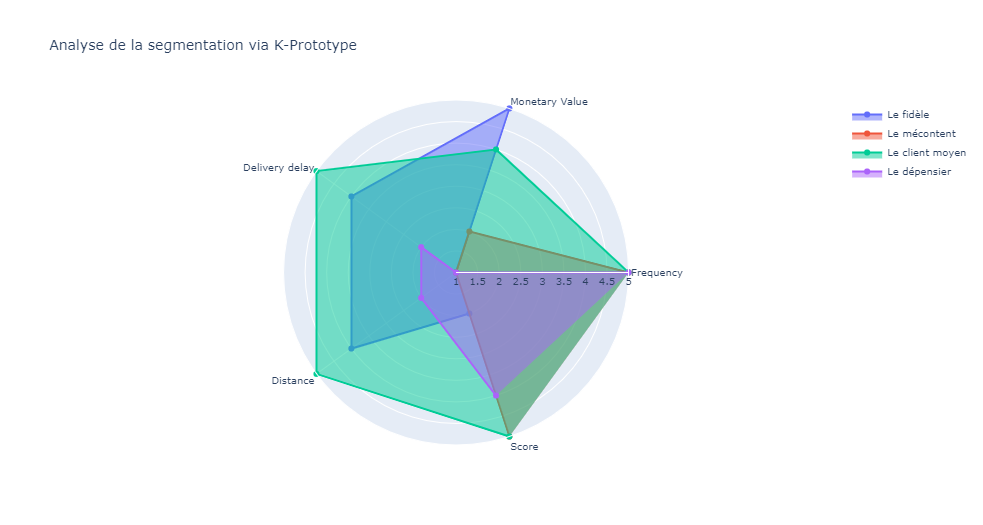 Analyse de la segmentation via K-Prototype
Monetary Value
Le fidèle
Le mécontent
Le client moyen
Le dépensier
Delivery delay
Frequency
1 1.5 2 2.5 3 3.5 4 4.5 5
Distance
Score